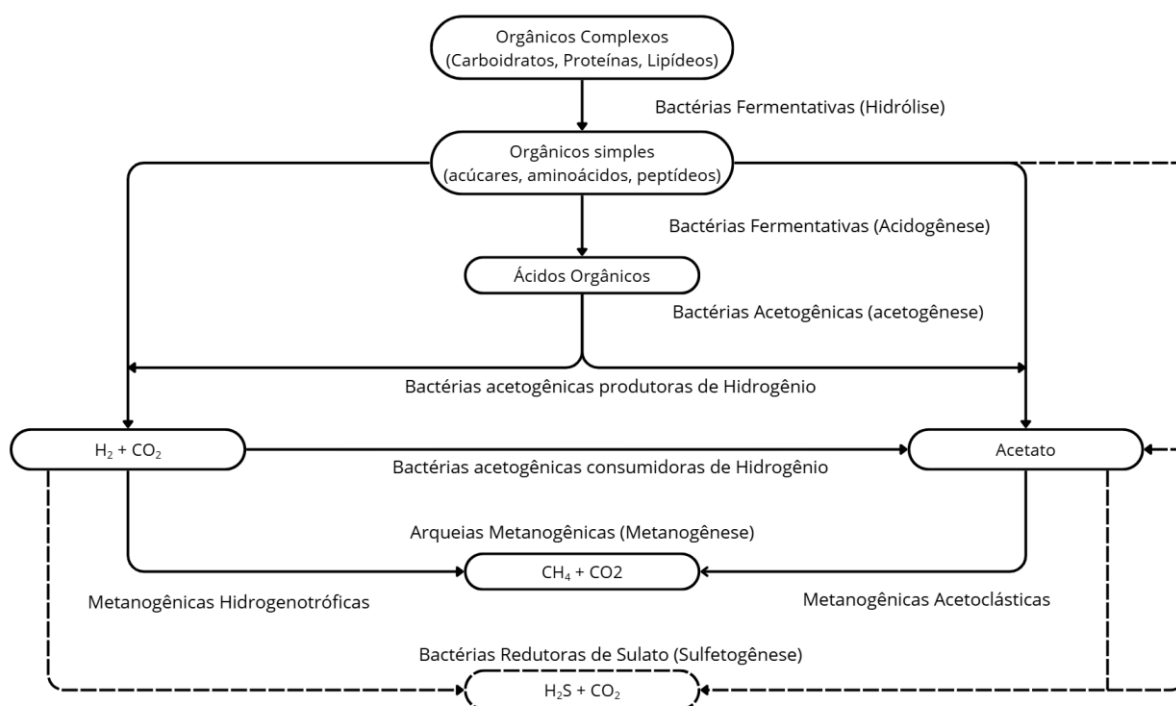 Orgânicos Complexos
(Carboidratos, Proteínas, Lipídeos)
Bactérias Fermentativas (Hidrólise)
Orgânicos simples
(acúcares, aminoácidos, peptídeos)
Bactérias Fermentativas (Acidogênese)
Ácidos Orgânicos
Bactérias Acetogênicas (acetogênese)
Bactérias acetogênicas produtoras de Hidrogênio
H₂ + CO₂
Acetato
Bactérias acetogênicas consumidoras de Hidrogênio
Arqueias Metanogênicas (Metanogênese)
CH₄ + CO2
Metanogênicas Hidrogenotróficas
Metanogênicas Acetoclásticas
Bactérias Redutoras de Sulato (Sulfetogênese)
H₂S + CO₂